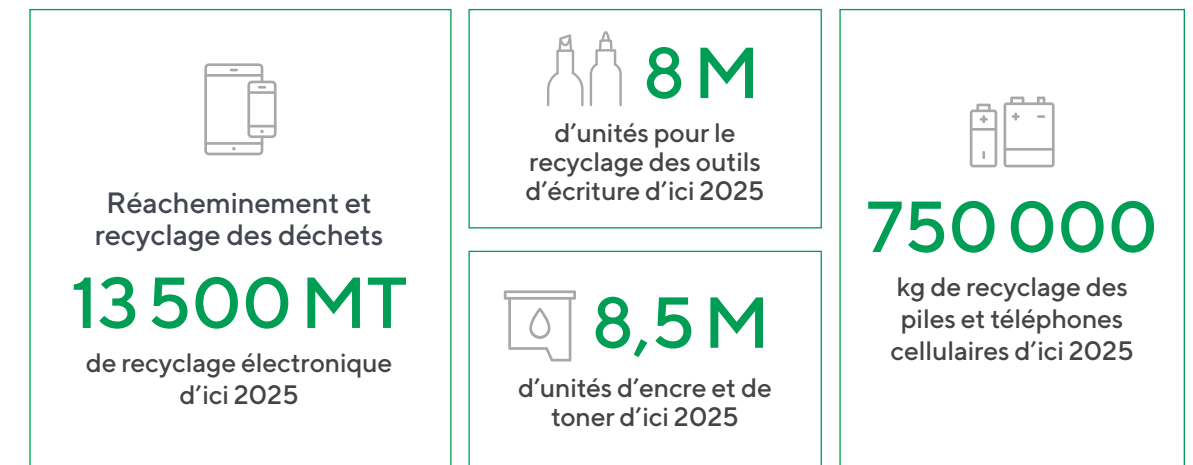 Réacheminement et
recyclage des déchets
13 500 MT
de recyclage électronique
d’ici 2025
8 M
d’unités pour le
recyclage des outils
d’écriture d’ici 2025
8,5 M
d’unités d’encre et de
toner d’ici 2025
750 000
kg de recyclage des
piles et téléphones
cellulaires d’ici 2025